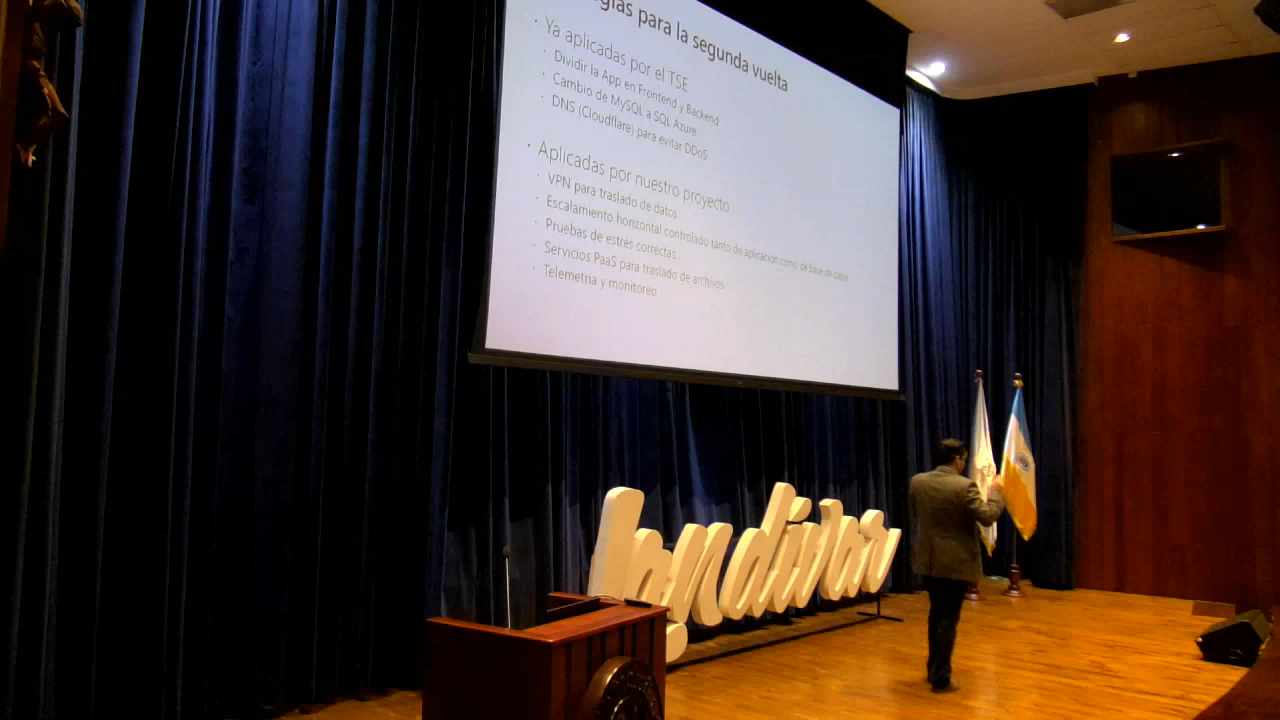 gias para la segunda vuelta
· Ya aplicadas por el TSE
· Dividir la App en Frontend y Backend
· Cambio de MySQL a SQL Azure
· DNS (Cloudflare) para evitar DDoS
· Aplicadas por nuestro proyecto
· VPN para traslado de datos
· Escalamiento horizontal controlado tanto de aplicación como de base de datos
· Pruebas de estrés correctas
· Servicios PaaS para traslado de archivos
· Telemetria y monitoreo
landívar